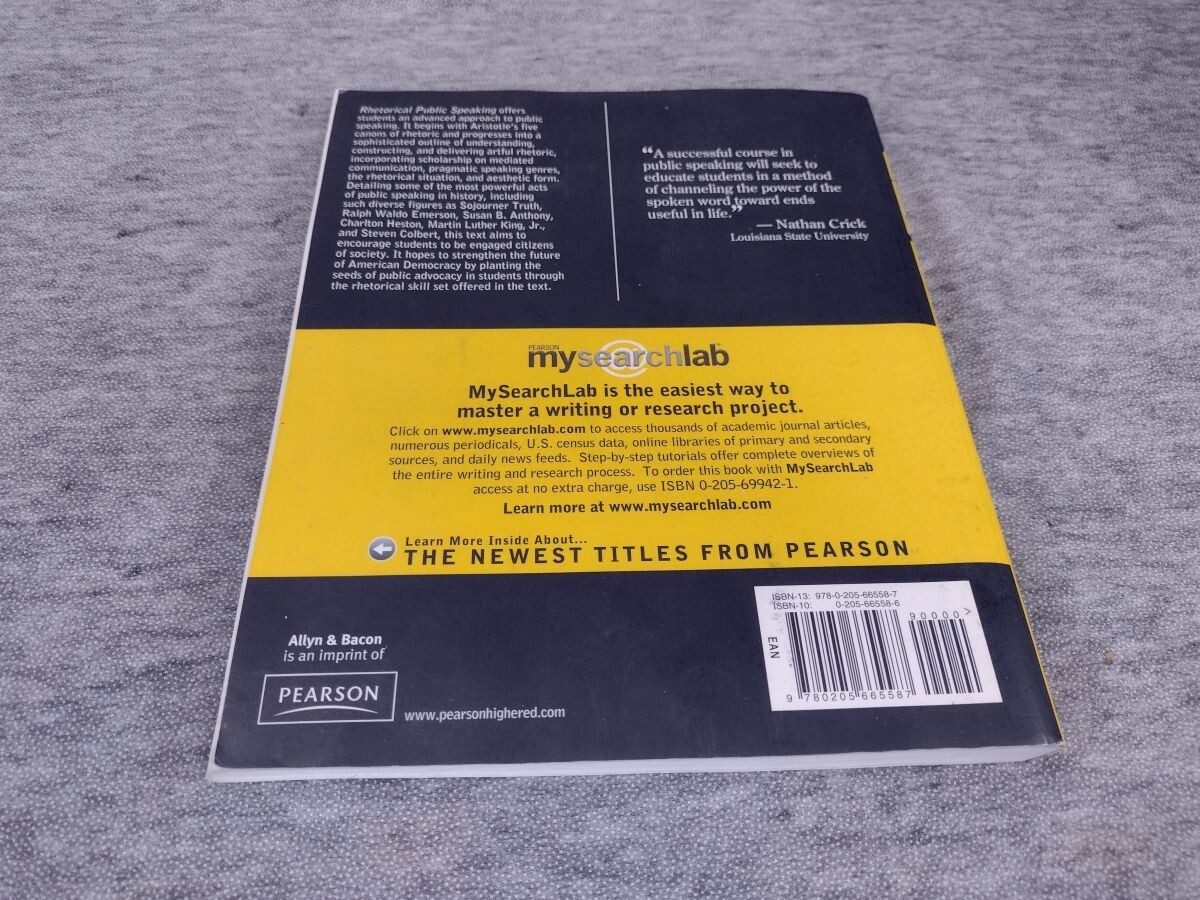 Rhetorical Public Speaking offers
students an advanced approach to public
speaking. It begins with Aristotle's five
canons of rhetoric and progresses into a
sophisticated outline of understanding,
constructing, and delivering artful rhetoric,
incorporating scholarship on mediated
communication, pragmatic speaking genres,
the rhetorical situation, and aesthetic form.
Detailing some of the most powerful acts
of public speaking in history, including
such diverse figures as Sojourner Truth,
Ralph Waldo Emerson, Susan B. Anthony,
Charlton Heston, Martin Luther King, Jr.,
and Steven Colbert, this text aims to
encourage students to be engaged citizens
of society. It hopes to strengthen the future
of American Democracy by planting the
seeds of public advocacy in students through
the rhetorical skill set offered in the text.
“A successful course in
public speaking will seek to
educate students in a method
of channeling the power of the
spoken word toward ends
useful in life.”
— Nathan Crick
Louisiana State University
PEARSON
mysearchlab™
MySearchLab is the easiest way to
master a writing or research project.
Click on www.mysearchlab.com to access thousands of academic journal articles,
numerous periodicals, U.S. census data, online libraries of primary and secondary
sources, and daily news feeds. Step-by-step tutorials offer complete overviews of
the entire writing and research process. To order this book with MySearchLab
access at no extra charge, use ISBN 0-205-69942-1.
Learn more at www.mysearchlab.com
Learn More Inside About...
THE NEWEST TITLES FROM PEARSON
Allyn & Bacon
is an imprint of
PEARSON
www.pearsonhighered.com
ISBN-13: 978-0-205-66558-7
ISBN-10: 0-205-66558-6
90000>
EAN
9 780205 665587